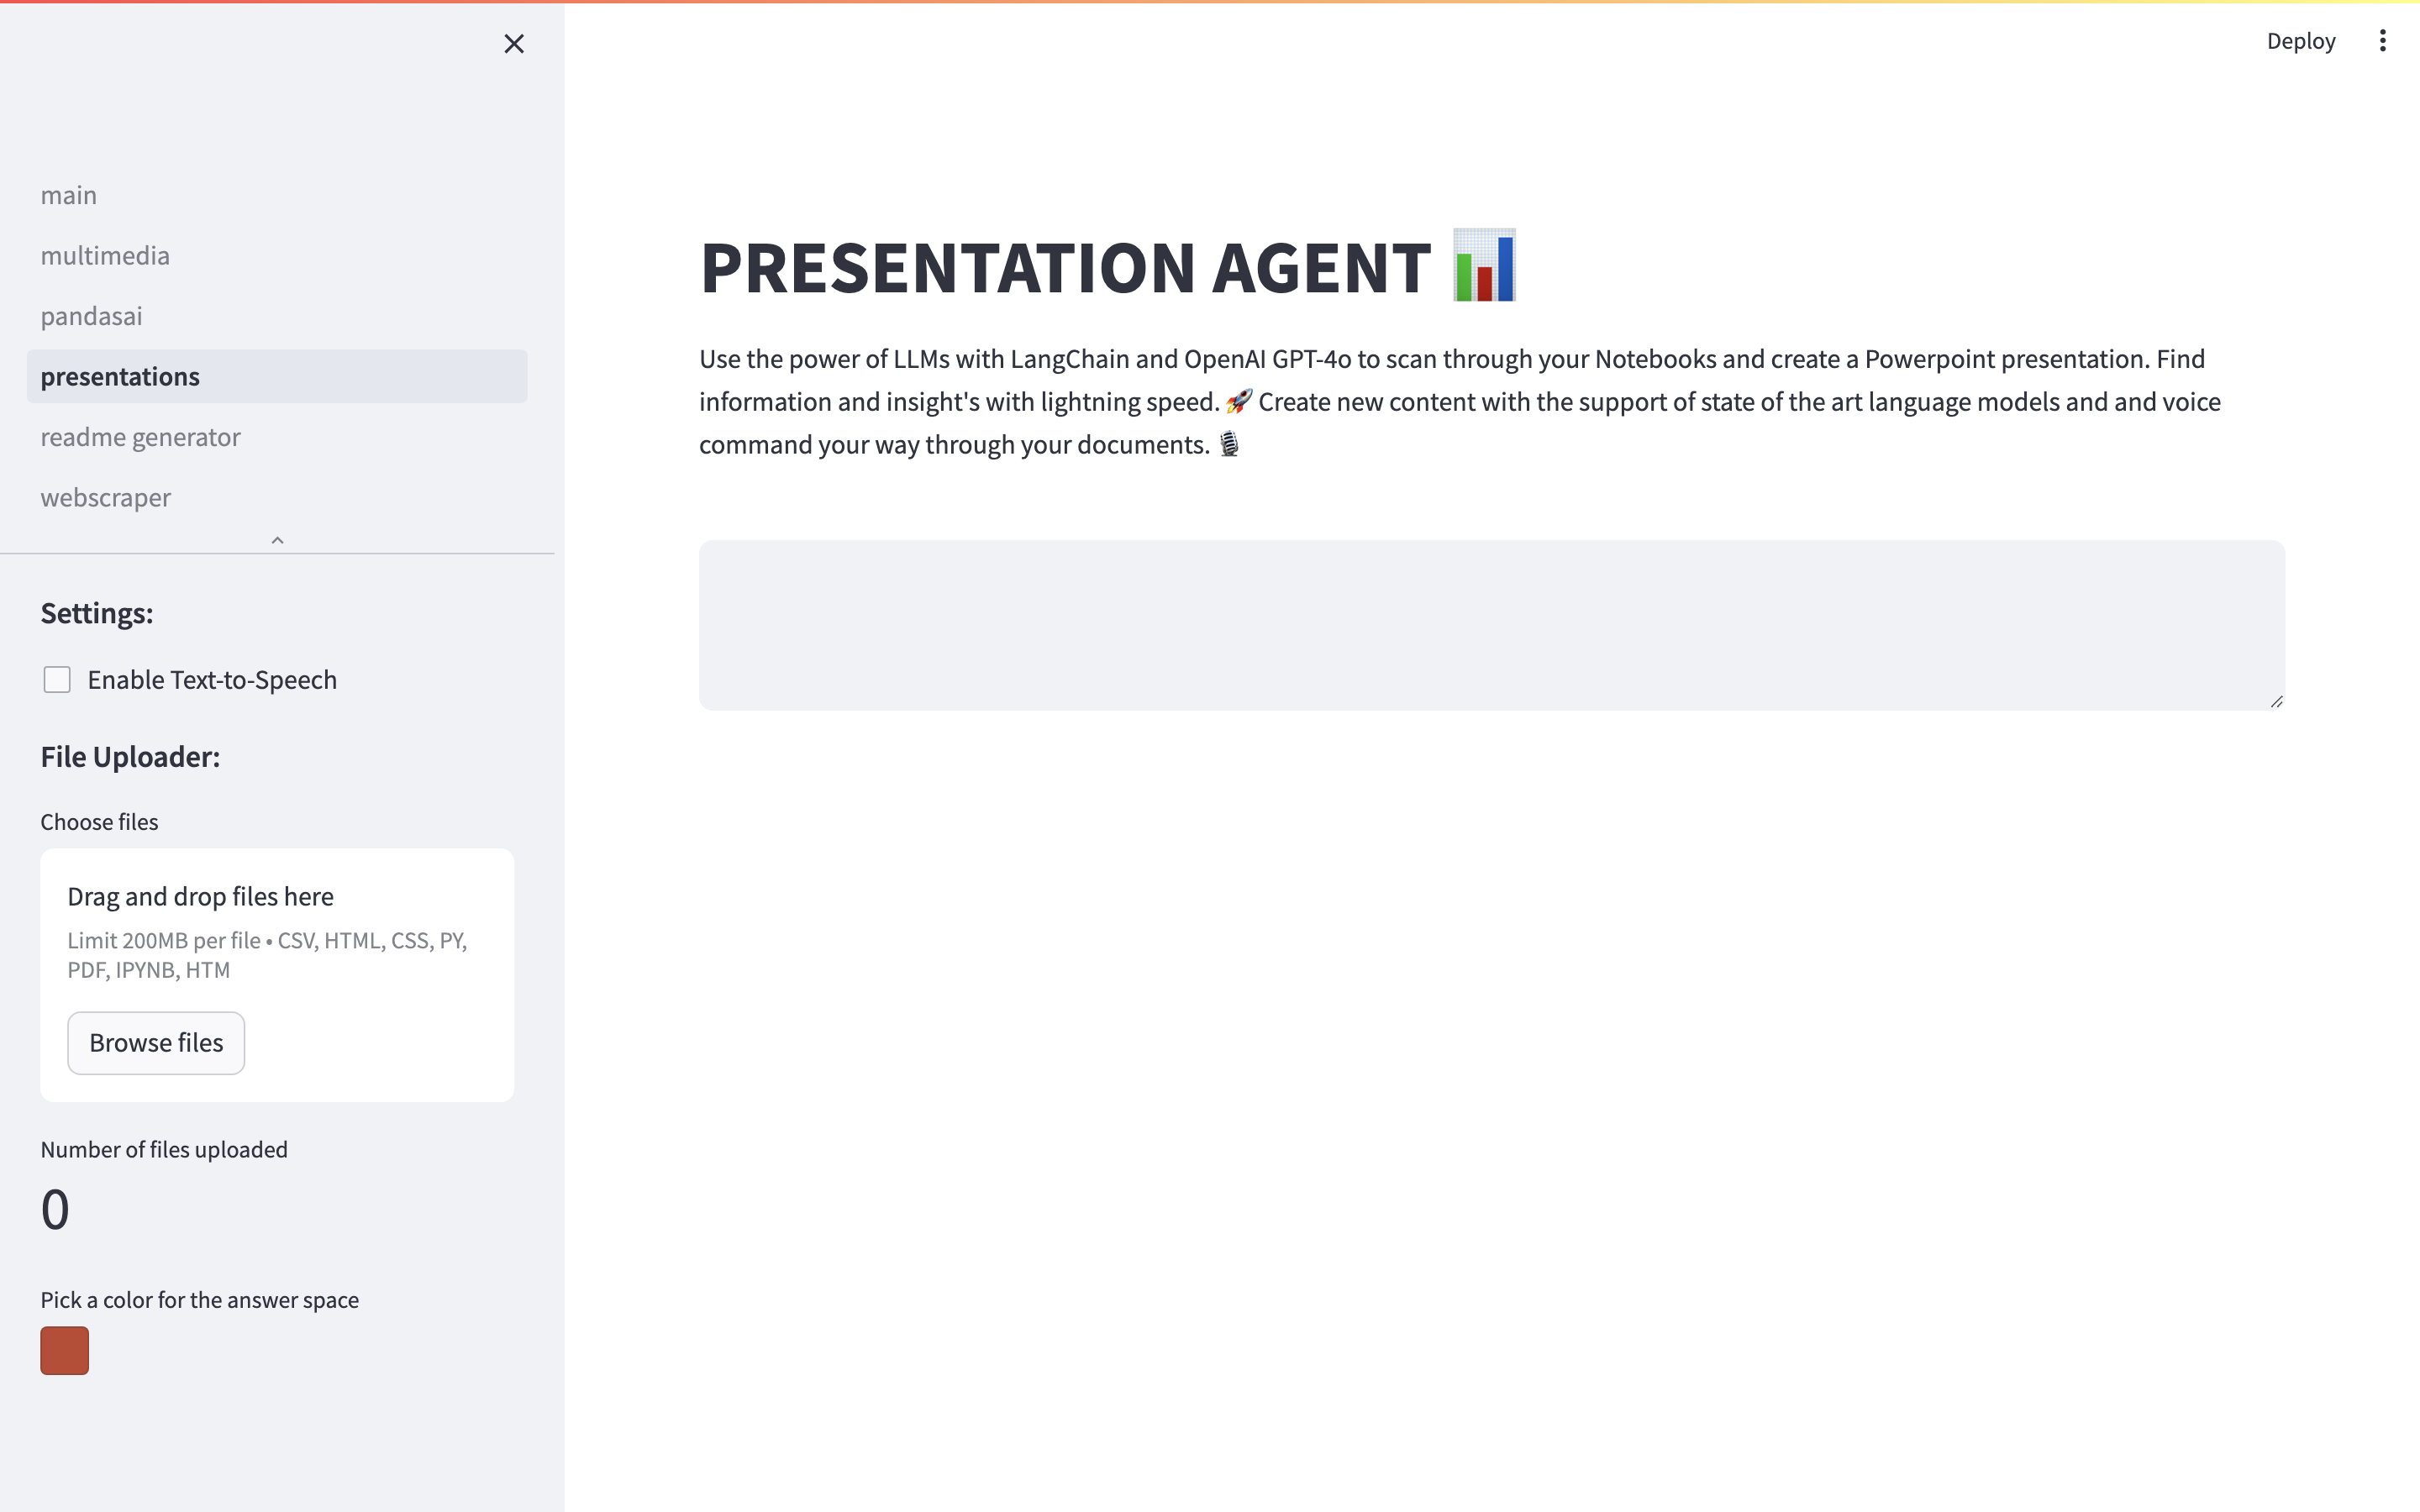 Deploy
main
multimedia
pandasai
presentations
readme generator
webscraper
Settings:
Enable Text-to-Speech
File Uploader:
Choose files
Drag and drop files here
Limit 200MB per file • CSV, HTML, CSS, PY,
PDF, IPYNB, HTM
Browse files
Number of files uploaded
0
Pick a color for the answer space
PRESENTATION AGENT 📊
Use the power of LLMs with LangChain and OpenAI GPT-4o to scan through your Notebooks and create a Powerpoint presentation. Find
information and insight's with lightning speed. 🚀 Create new content with the support of state of the art language models and and voice
command your way through your documents. 🎙️